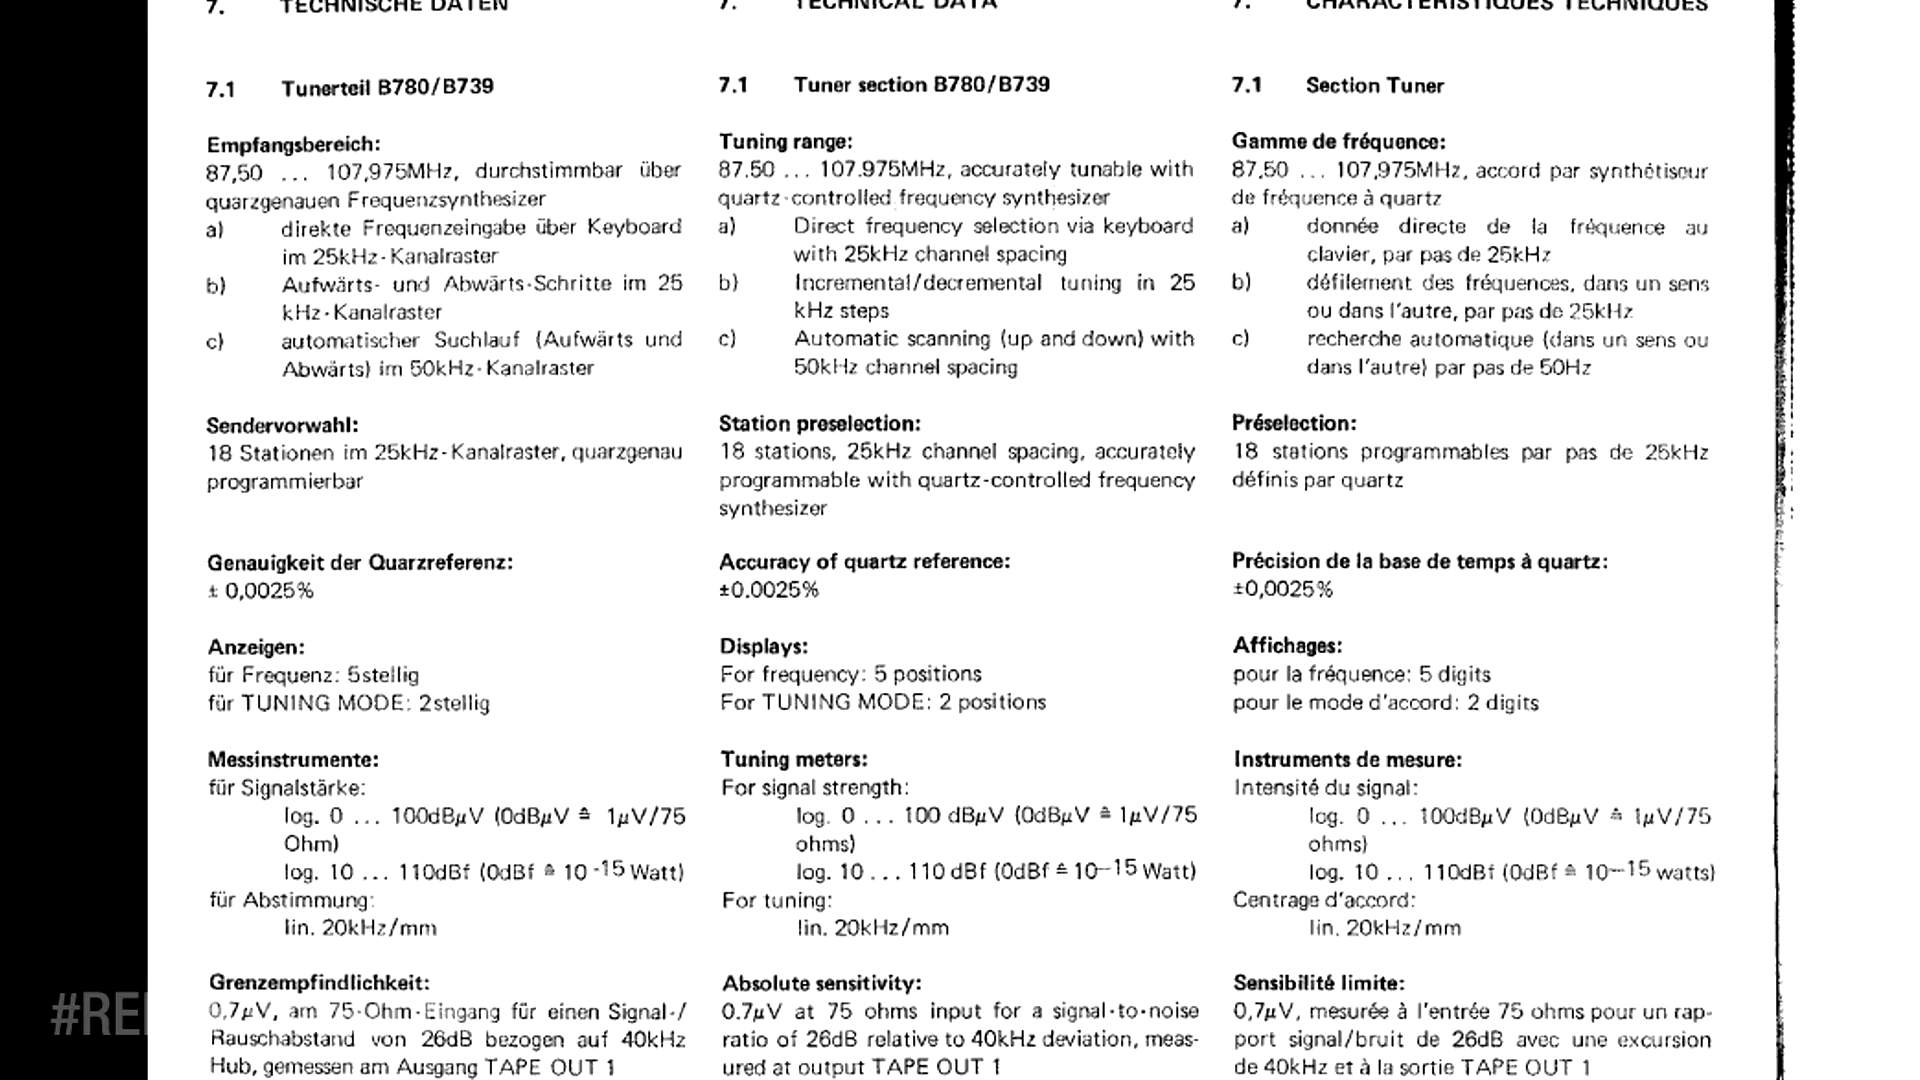 7. TECHNISCHE DATEN
7.1 Tunerteil B780/B739
Empfangsbereich:
87,50 ... 107,975MHz, durchstimmbar über
quarzgenauen Frequenzsynthesizer
a) direkte Frequenzeingabe über Keyboard
im 25kHz-Kanalraster
b) Aufwärts- und Abwärts-Schritte im 25
kHz-Kanalraster
c) automatischer Suchlauf (Aufwärts und
Abwärts) im 50kHz-Kanalraster
Sendervorwahl:
18 Stationen im 25kHz-Kanalraster, quarzgenau
programmierbar
Genauigkeit der Quarzreferenz:
± 0,0025%
Anzeigen:
für Frequenz: 5stellig
für TUNING MODE: 2stellig
Messinstrumente:
für Signalstärke:
log. 0 ... 100dBµV (0dBµV ≙ 1µV/75
Ohm)
log. 10 ... 110dBf (0dBf ≙ 10-15 Watt)
für Abstimmung:
lin. 20kHz/mm
Grenzempfindlichkeit:
0,7µV, am 75-Ohm-Eingang für einen Signal-/
Rauschabstand von 26dB bezogen auf 40kHz
Hub, gemessen am Ausgang TAPE OUT 1
7. TECHNICAL DATA
7.1 Tuner section B780/B739
Tuning range:
87.50 ... 107.975MHz, accurately tunable with
quartz-controlled frequency synthesizer
a) Direct frequency selection via keyboard
with 25kHz channel spacing
b) Incremental/decremental tuning in 25
kHz steps
c) Automatic scanning (up and down) with
50kHz channel spacing
Station preselection:
18 stations, 25kHz channel spacing, accurately
programmable with quartz-controlled frequency
synthesizer
Accuracy of quartz reference:
±0.0025%
Displays:
For frequency: 5 positions
For TUNING MODE: 2 positions
Tuning meters:
For signal strength:
log. 0 ... 100 dBµV (0dBµV ≙ 1µV/75
ohms)
log. 10 ... 110 dBf (0dBf ≙ 10–15 Watt)
For tuning:
lin. 20kHz/mm
Absolute sensitivity:
0.7µV at 75 ohms input for a signal-to-noise
ratio of 26dB relative to 40kHz deviation, meas-
ured at output TAPE OUT 1
7. CHARACTERISTIQUES TECHNIQUES
7.1 Section Tuner
Gamme de fréquence:
87,50 ... 107,975MHz, accord par synthétiseur
de fréquence à quartz
a) donnée directe de la fréquence au
clavier, par pas de 25kHz
b) défilement des fréquences, dans un sens
ou dans l'autre, par pas de 25kHz
c) recherche automatique (dans un sens ou
dans l'autre) par pas de 50Hz
Préselection:
18 stations programmables par pas de 25kHz
définis par quartz
Précision de la base de temps à quartz:
±0,0025%
Affichages:
pour la fréquence: 5 digits
pour le mode d'accord: 2 digits
Instruments de mesure:
Intensité du signal:
log. 0 ... 100dBµV (0dBµV ≙ 1µV/75
ohms)
log. 10 ... 110dBf (0dBf ≙ 10–15 watts)
Centrage d'accord:
lin. 20kHz/mm
Sensibilité limite:
0,7µV, mesurée à l'entrée 75 ohms pour un rap-
port signal/bruit de 26dB avec une excursion
de 40kHz et à la sortie TAPE OUT 1